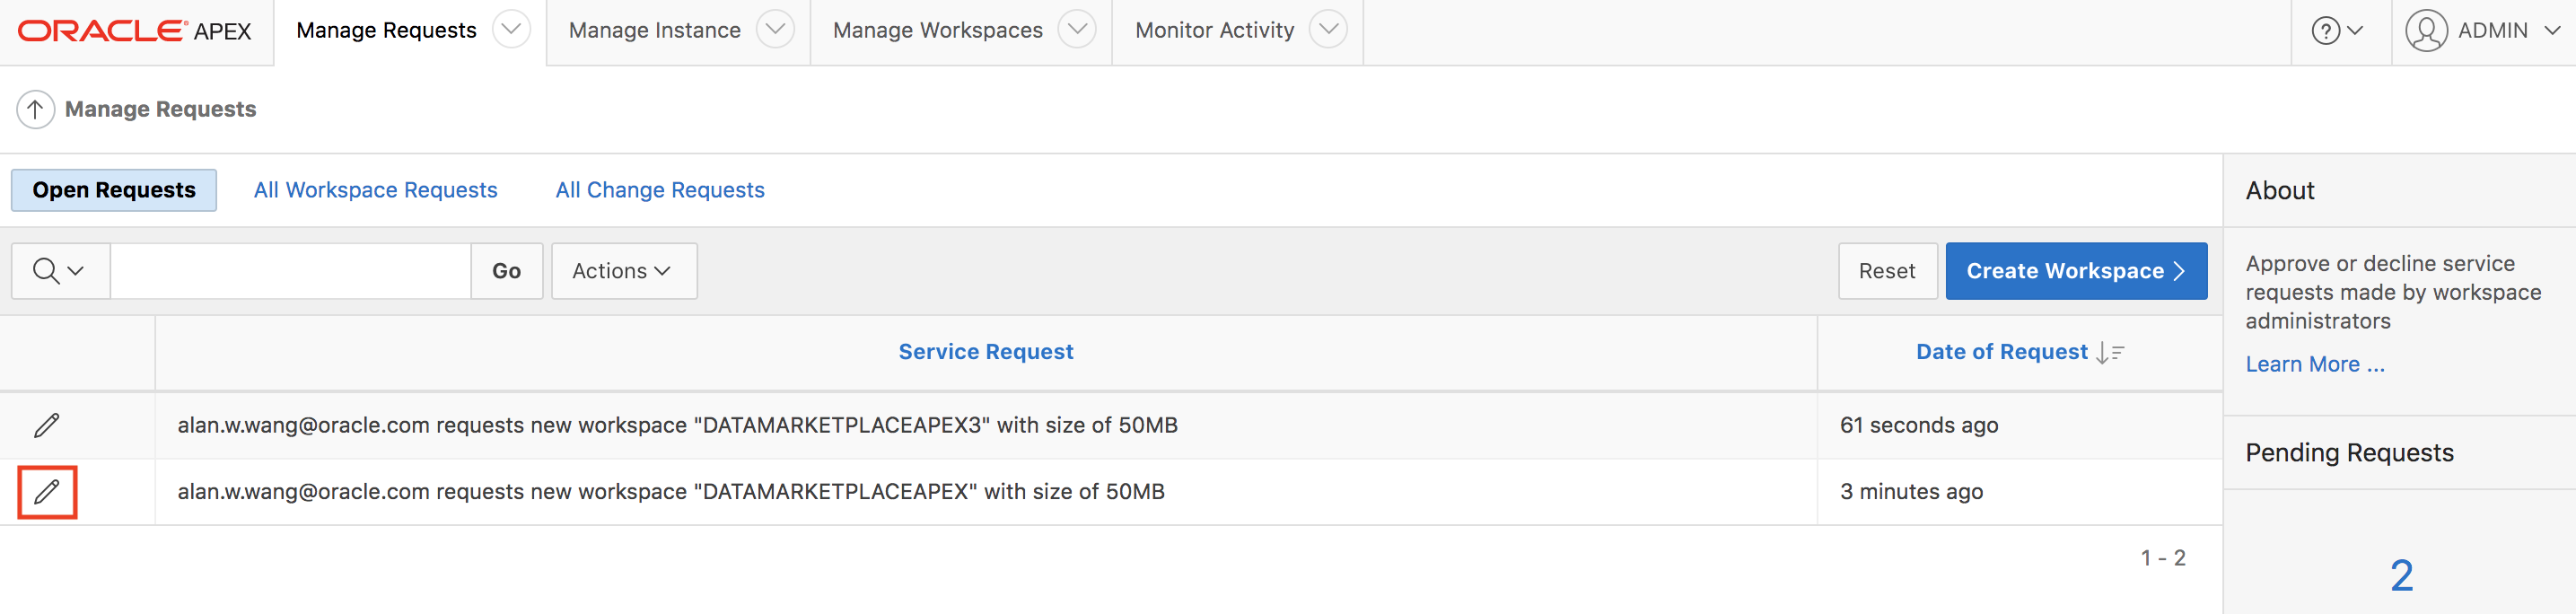 ORACLE APEX
Manage Requests
Manage Instance
Manage Workspaces
Monitor Activity
?
ADMIN
Manage Requests
Open Requests
All Workspace Requests
All Change Requests
Go
Actions
Reset
Create Workspace
Service Request
Date of Request
alan.w.wang@oracle.com requests new workspace "DATAMARKETPLACEAPEX3" with size of 50MB
61 seconds ago
alan.w.wang@oracle.com requests new workspace "DATAMARKETPLACEAPEX" with size of 50MB
3 minutes ago
1 - 2
About
Approve or decline service
requests made by workspace
administrators
Learn More ...
Pending Requests
2